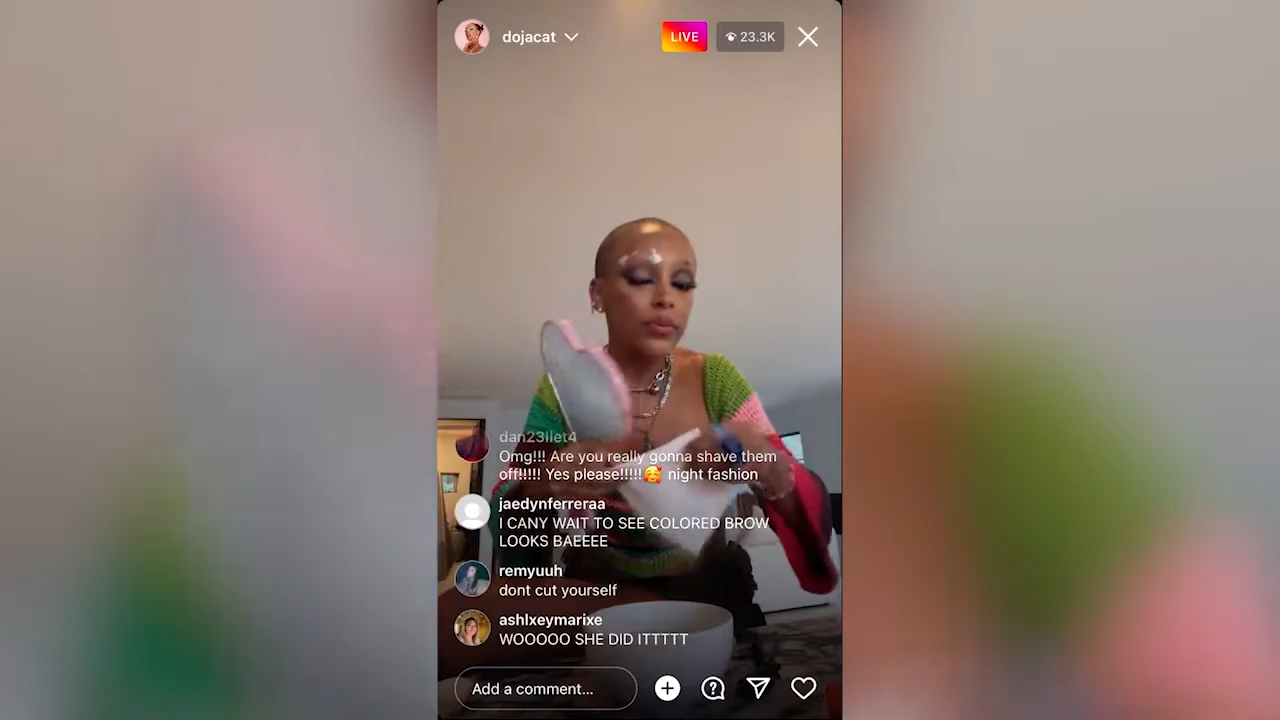 dojacat
LIVE
23.3K
dan23llet4
Omg!!! Are you really gonna shave them
off!!!!! Yes please!!!!!🥰 night fashion
jaedynferreraa
I CANY WAIT TO SEE COLORED BROW
LOOKS BAEEEE
remyuuh
dont cut yourself
ashlxeymarixe
WOOOOO SHE DID ITTTTT
Add a comment...